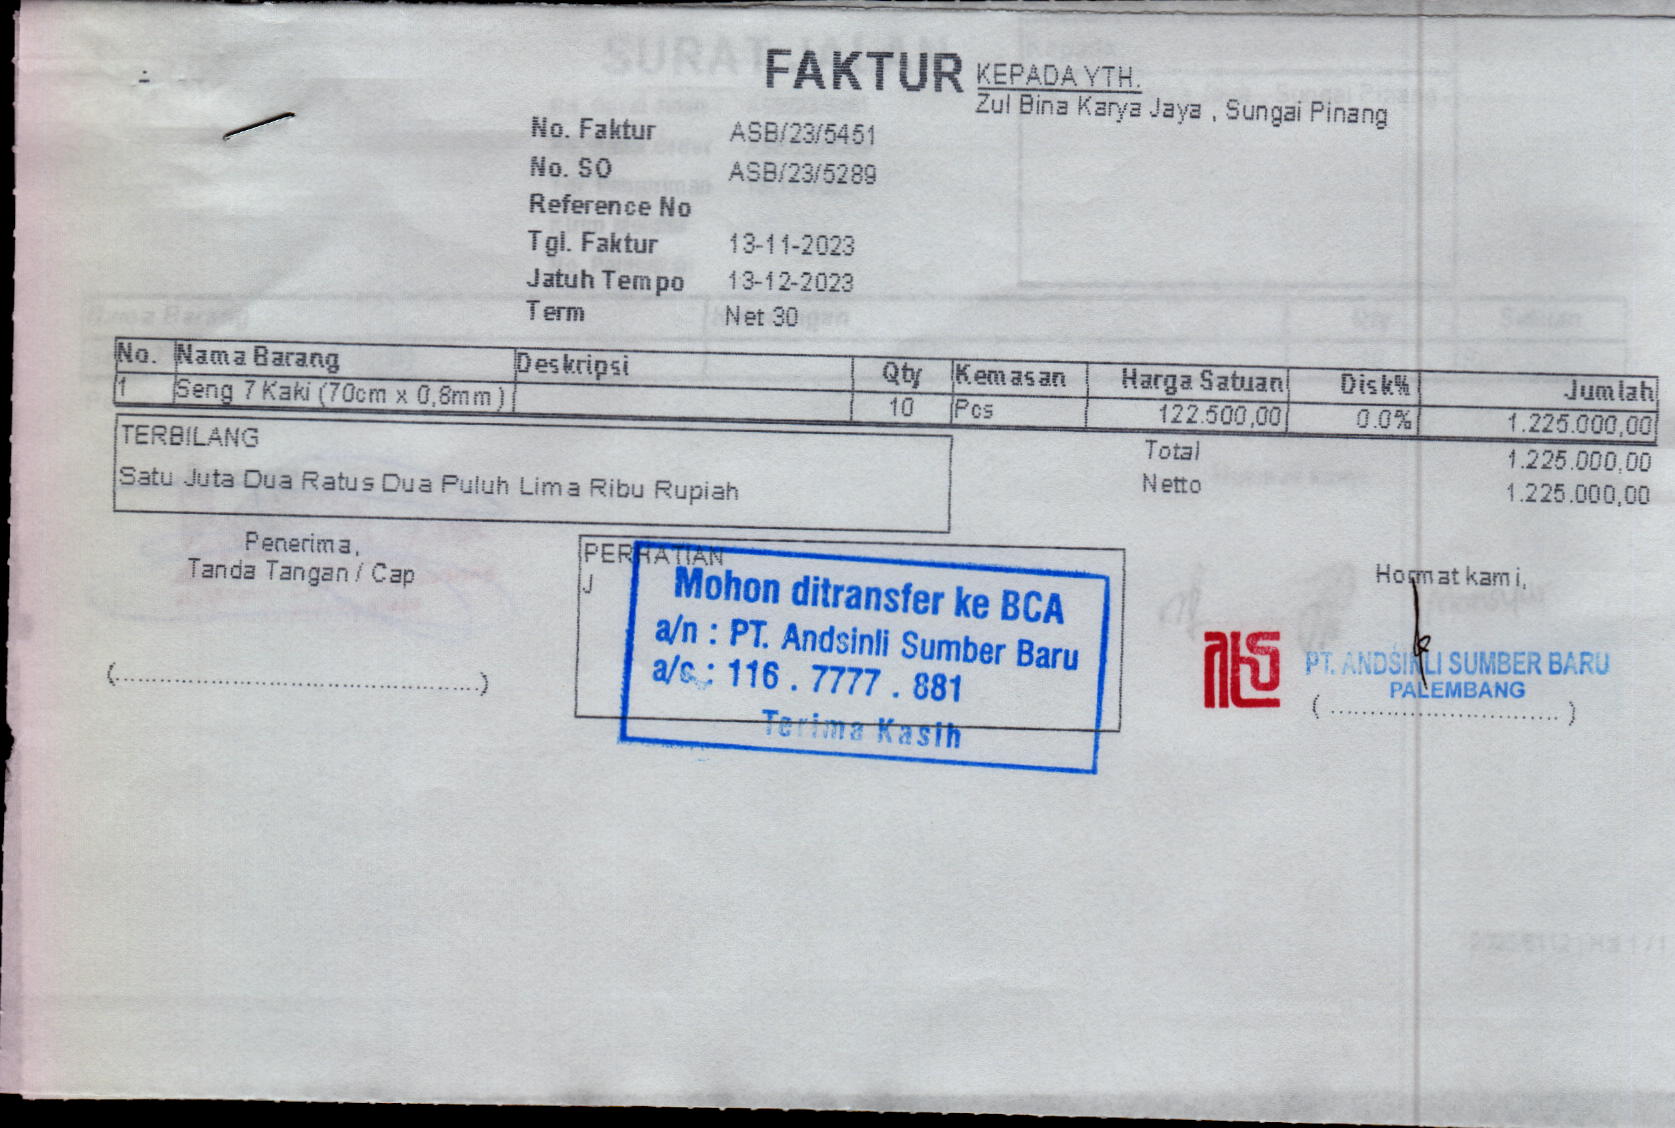 FAKTUR
KEPADA YTH.
Zul Bina Karya Jaya , Sungai Pinang
No. Faktur ASB/23/5451
No. SO ASB/23/5289
Reference No
Tgl. Faktur 13-11-2023
Jatuh Tempo 13-12-2023
Term Net 30
No. Nama Barang Deskripsi Qty Kemasan Harga Satuan Disk% Jumlah
1 Seng 7 Kaki (70cm x 0,8mm) 10 Pcs 122.500,00 0.0% 1.225.000,00
TERBILANG
Satu Juta Dua Ratus Dua Puluh Lima Ribu Rupiah
Total 1.225.000,00
Netto 1.225.000,00
Penerima,
Tanda Tangan / Cap
(..............................................)
PERHATIAN
J
Mohon ditransfer ke BCA
a/n : PT. Andsinli Sumber Baru
a/c : 116 . 7777 . 881
Terima Kasih
Hormat kami,
PT. ANDSINLI SUMBER BARU
PALEMBANG
( ............................. )